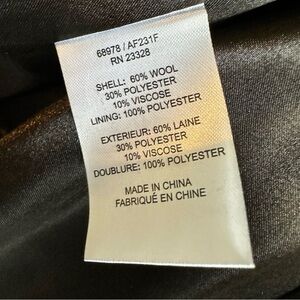 68978 / AF231F
RN 23328
SHELL: 60% WOOL
30% POLYESTER
10% VISCOSE
LINING: 100% POLYESTER
EXTERIEUR: 60% LAINE
30% POLYESTER
10% VISCOSE
DOUBLURE: 100% POLYESTER
MADE IN CHINA
FABRIQUÉ EN CHINE